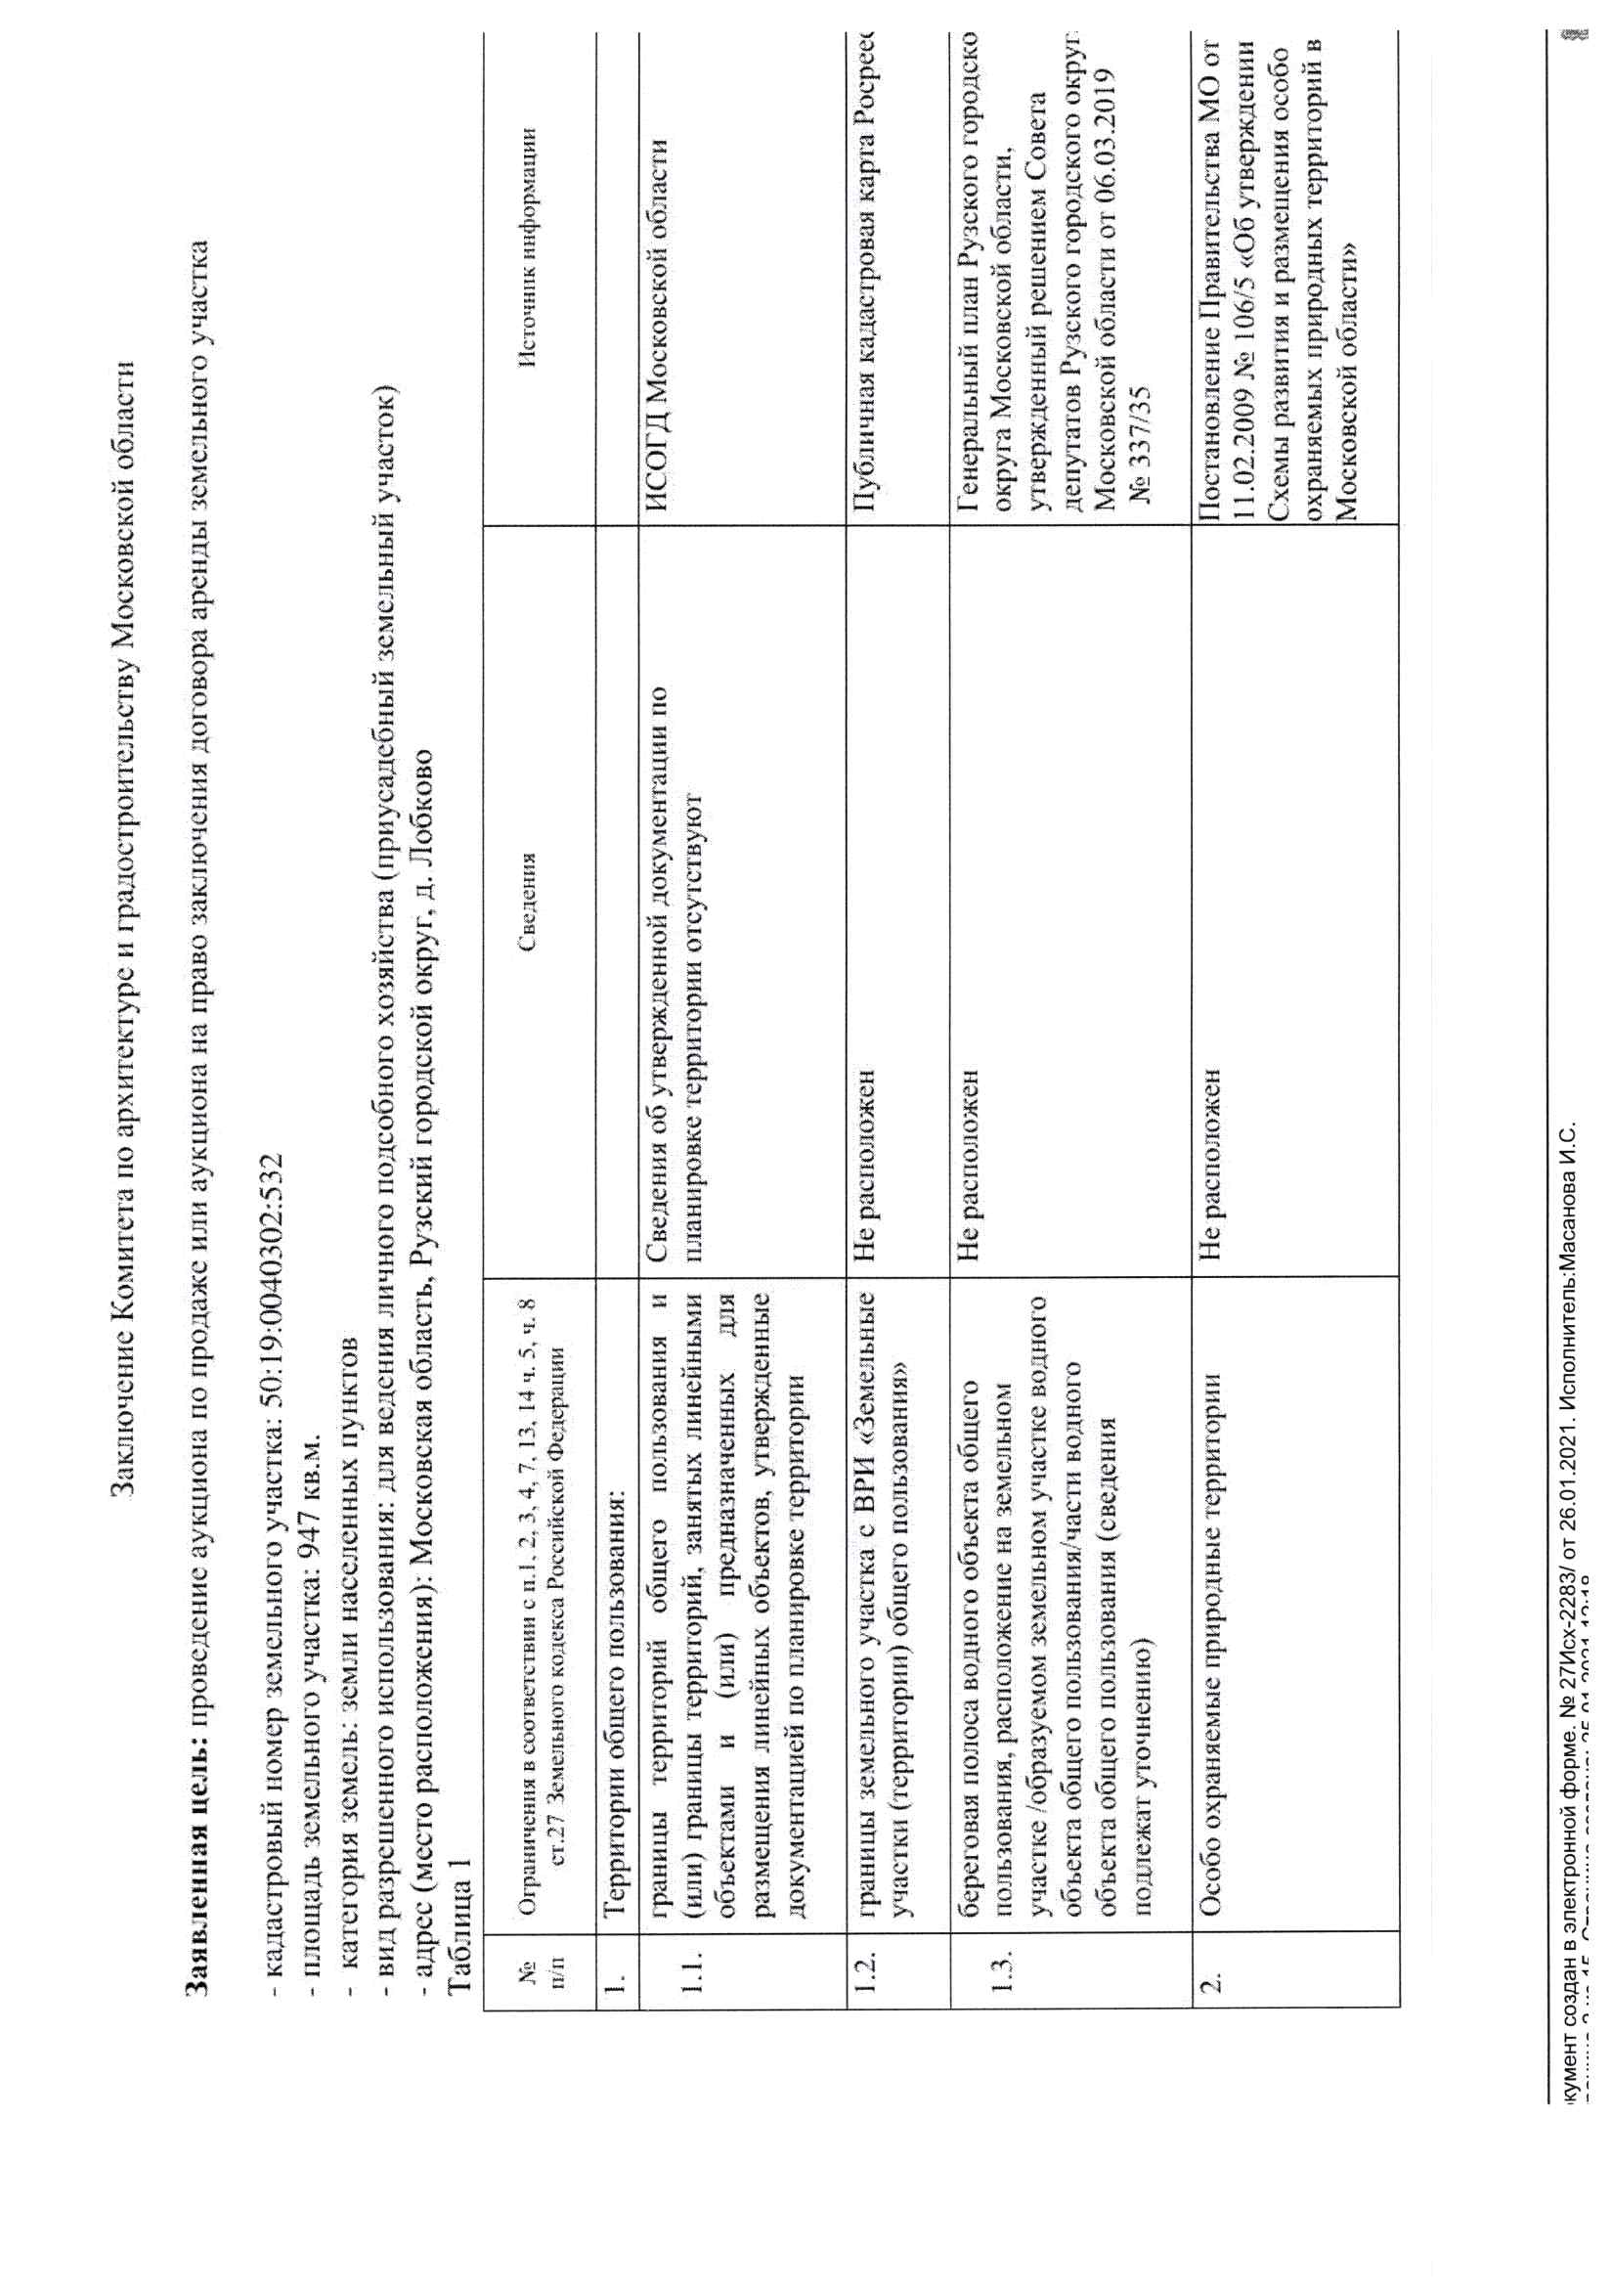 Заключение Комитета по архитектуре и градостроительству Московской области
Заявленная цель: проведение аукциона по продаже или аукциона на право заключения договора аренды земельного участка
- кадастровый номер земельного участка: 50:19:0040302:532
- площадь земельного участка: 947 кв.м.
- категория земель: земли населенных пунктов
- вид разрешенного использования: для ведения личного подсобного хозяйства (приусадебный земельный участок)
- адрес (место расположения): Московская область, Рузский городской округ, д. Лобково
Таблица 1
№
п/п
Ограничения в соответствии с п.1, 2, 3, 4, 7, 13, 14 ч. 5, ч. 8
ст.27 Земельного кодекса Российской Федерации
Сведения
Источник информации
1.
Территории общего пользования:
1.1.
границы территорий общего пользования и
(или) границы территорий, занятых линейными
объектами и (или) предназначенных для
размещения линейных объектов, утвержденные
документацией по планировке территории
Сведения об утвержденной документации по
планировке территории отсутствуют
ИСОГД Московской области
1.2.
границы земельного участка с ВРИ «Земельные
участки (территории) общего пользования»
Не расположен
Публичная кадастровая карта Росрее
1.3.
береговая полоса водного объекта общего
пользования, расположение на земельном
участке /образуемом земельном участке водного
объекта общего пользования/части водного
объекта общего пользования (сведения
подлежат уточнению)
Не расположен
Генеральный план Рузского городско
округа Московской области,
утвержденный решением Совета
депутатов Рузского городского округ
Московской области от 06.03.2019
№ 337/35
2.
Особо охраняемые природные территории
Не расположен
Постановление Правительства МО от
11.02.2009 № 106/5 «Об утверждении
Схемы развития и размещения особо
охраняемых природных территорий в
Московской области»
кумент создан в электронной форме. № 27Исх-2283/ от 26.01.2021. Исполнитель:Масанова И.С.